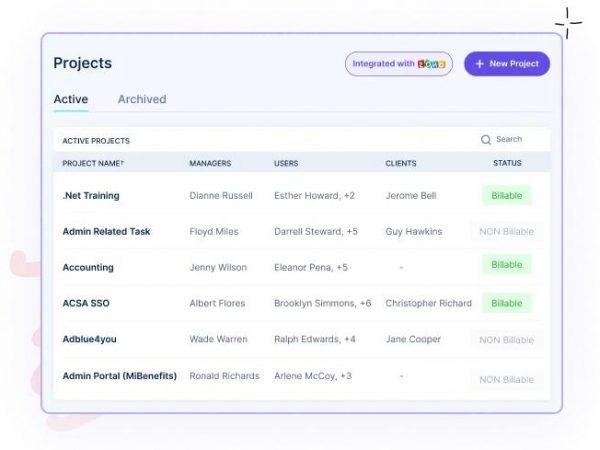 Projects
Integrated with ZOHO
+ New Project
Active
Archived
ACTIVE PROJECTS
Search
PROJECT NAME↑ MANAGERS USERS CLIENTS STATUS
.Net Training Dianne Russell Esther Howard, +2 Jerome Bell Billable
Admin Related Task Floyd Miles Darrell Steward, +5 Guy Hawkins NON Billable
Accounting Jenny Wilson Eleanor Pena, +5 - Billable
ACSA SSO Albert Flores Brooklyn Simmons, +6 Christopher Richard Billable
Adblue4you Wade Warren Ralph Edwards, +4 Jane Cooper NON Billable
Admin Portal (MiBenefits) Ronald Richards Arlene McCoy, +3 - NON Billable